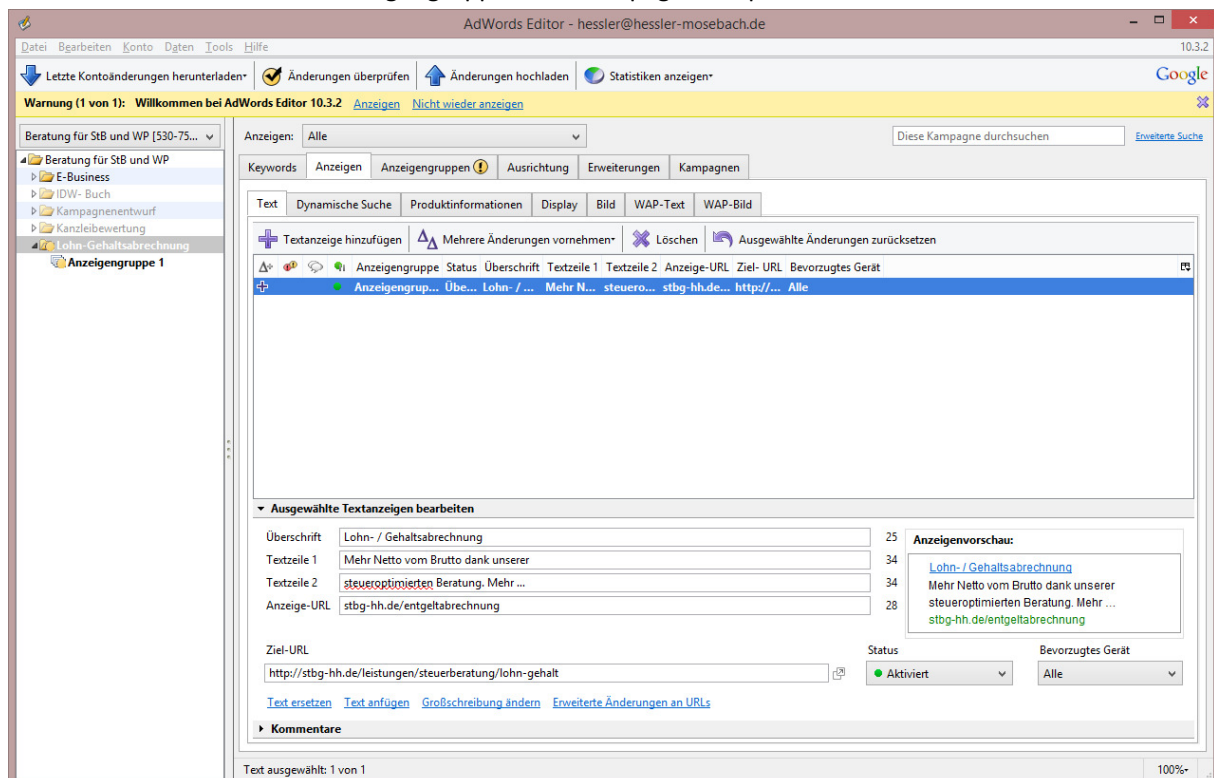 AdWords Editor - hessler@hessler-mosebach.de
Datei Bearbeiten Konto Daten Tools Hilfe 10.3.2
Letzte Kontoänderungen herunterladen Änderungen überprüfen Änderungen hochladen Statistiken anzeigen Google
Warnung (1 von 1): Willkommen bei AdWords Editor 10.3.2 Anzeigen Nicht wieder anzeigen
Beratung für StB und WP [530-75... Anzeigen: Alle Diese Kampagne durchsuchen Erweiterte Suche
Beratung für StB und WP
E-Business
IDW- Buch
Kampagnenentwurf
Kanzleibewertung
Lohn-Gehaltsabrechnung
Anzeigengruppe 1
Keywords Anzeigen Anzeigengruppen Ausrichtung Erweiterungen Kampagnen
Text Dynamische Suche Produktinformationen Display Bild WAP-Text WAP-Bild
Textanzeige hinzufügen Mehrere Änderungen vornehmen Löschen Ausgewählte Änderungen zurücksetzen
Anzeigengruppe Status Überschrift Textzeile 1 Textzeile 2 Anzeige-URL Ziel- URL Bevorzugtes Gerät
Anzeigengrup... Übe... Lohn- / ... Mehr N... steuero... stbg-hh.de... http://... Alle
Ausgewählte Textanzeigen bearbeiten
Überschrift Lohn- / Gehaltsabrechnung 25
Textzeile 1 Mehr Netto vom Brutto dank unserer 34
Textzeile 2 steueroptimierten Beratung. Mehr ... 34
Anzeige-URL stbg-hh.de/entgeltabrechnung 28
Anzeigenvorschau:
Lohn- / Gehaltsabrechnung
Mehr Netto vom Brutto dank unserer
steueroptimierten Beratung. Mehr ...
stbg-hh.de/entgeltabrechnung
Ziel-URL Status Bevorzugtes Gerät
http://stbg-hh.de/leistungen/steuerberatung/lohn-gehalt Aktiviert Alle
Text ersetzen Text anfügen Großschreibung ändern Erweiterte Änderungen an URLs
Kommentare
Text ausgewählt: 1 von 1 100%